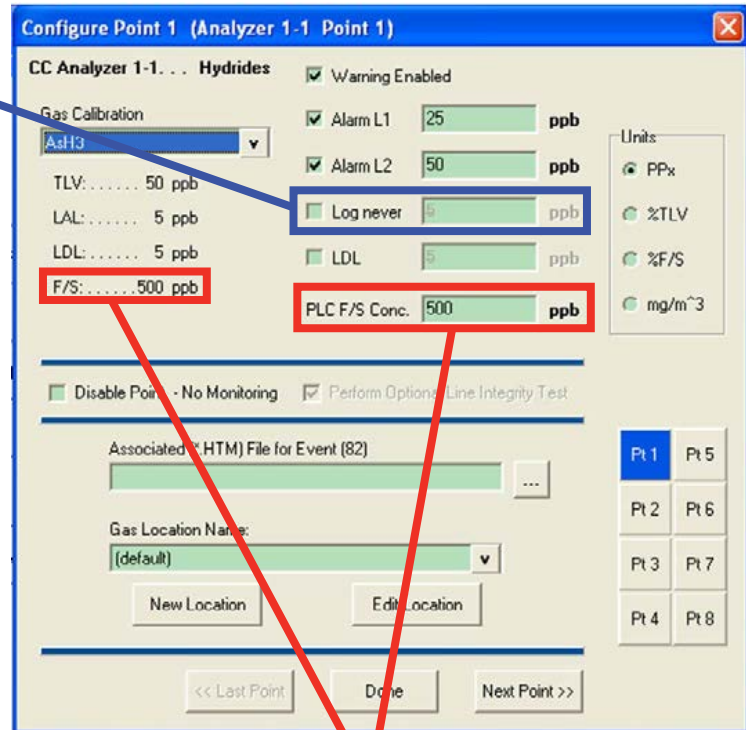 Configure Point 1 (Analyzer 1-1 Point 1)
CC Analyzer 1-1. . . Hydrides
Warning Enabled
Gas Calibration
AsH3
v
TLV: . . . . . . 50 ppb
LAL: . . . . . . 5 ppb
LDL: . . . . . . 5 ppb
F/S: . . . . . . 500 ppb
Alarm L1 25 ppb
Alarm L2 50 ppb
Log never 5 ppb
LDL 5 ppb
PLC F/S Conc. 500 ppb
Units
PPx
%TLV
%F/S
mg/m^3
Disable Point - No Monitoring
Perform Optional Line Integrity Test
Associated (*.HTM) File for Event (82)
...
Gas Location Name:
(default)
v
New Location
Edit Location
Pt 1 Pt 5
Pt 2 Pt 6
Pt 3 Pt 7
Pt 4 Pt 8
<< Last Point
Done
Next Point >>